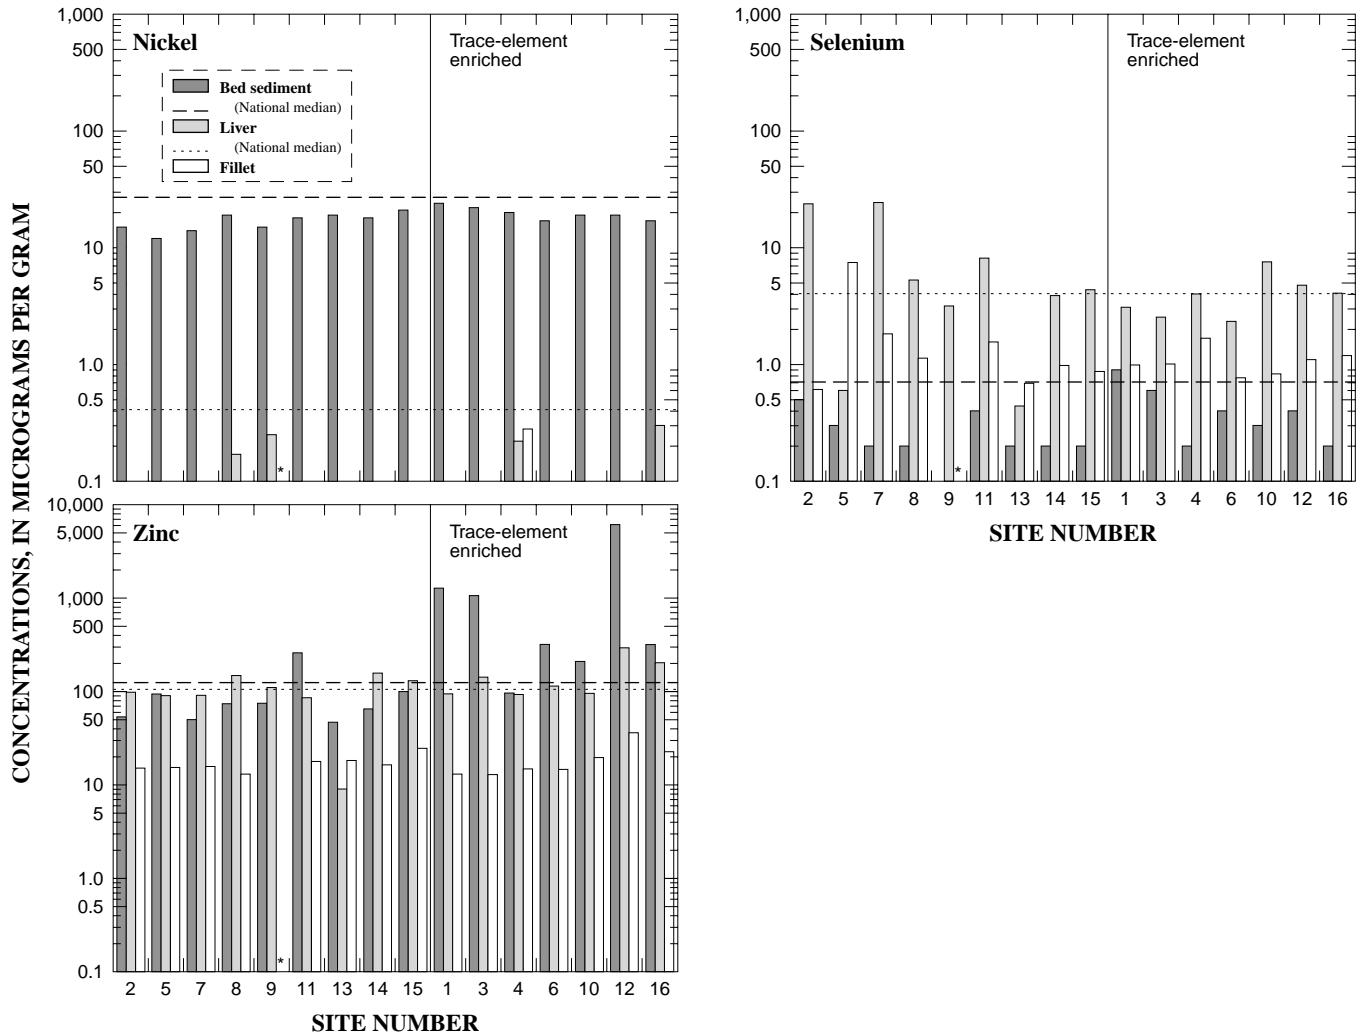 CONCENTRATIONS, IN MICROGRAMS PER GRAM
1,000
500
100
50
10
5
1.0
0.5
0.1
Nickel
Trace-element
enriched
Bed sediment
(National median)
Liver
(National median)
Fillet
*
1,000
500
100
50
10
5
1.0
0.5
0.1
Selenium
Trace-element
enriched
*
2 5 7 8 9 11 13 14 15 1 3 4 6 10 12 16
SITE NUMBER
10,000
5,000
1,000
500
100
50
10
5
1.0
0.5
0.1
Zinc
Trace-element
enriched
*
2 5 7 8 9 11 13 14 15 1 3 4 6 10 12 16
SITE NUMBER